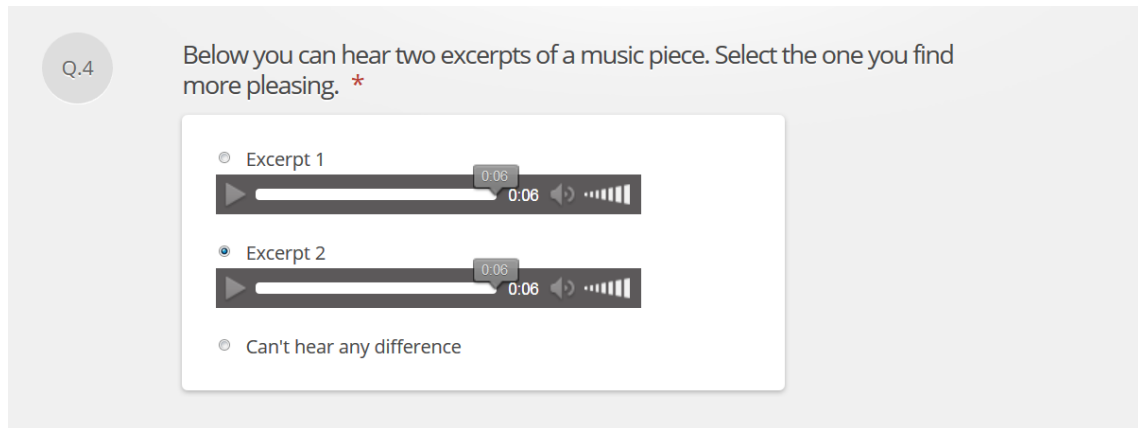 Q.4
Below you can hear two excerpts of a music piece. Select the one you find
more pleasing. *
Excerpt 1
0:06
0:06
Excerpt 2
0:06
0:06
Can't hear any difference